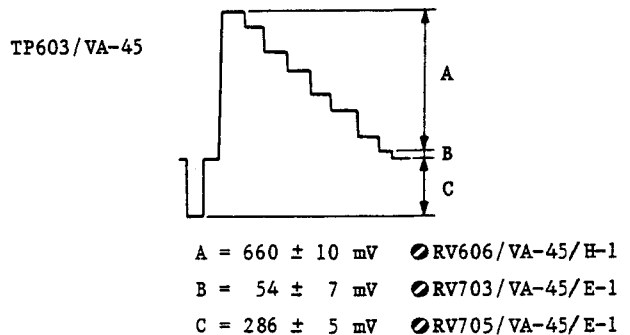 TP603/VA-45
A
B
C
A = 660 ± 10 mV ⊘RV606/VA-45/H-1
B = 54 ± 7 mV ⊘RV703/VA-45/E-1
C = 286 ± 5 mV ⊘RV705/VA-45/E-1